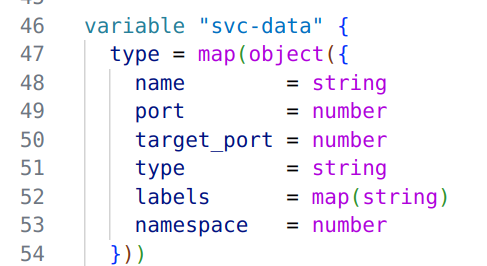 46 variable "svc-data" {
47 type = map(object({
48 name = string
49 port = number
50 target_port = number
51 type = string
52 labels = map(string)
53 namespace = number
54 }))